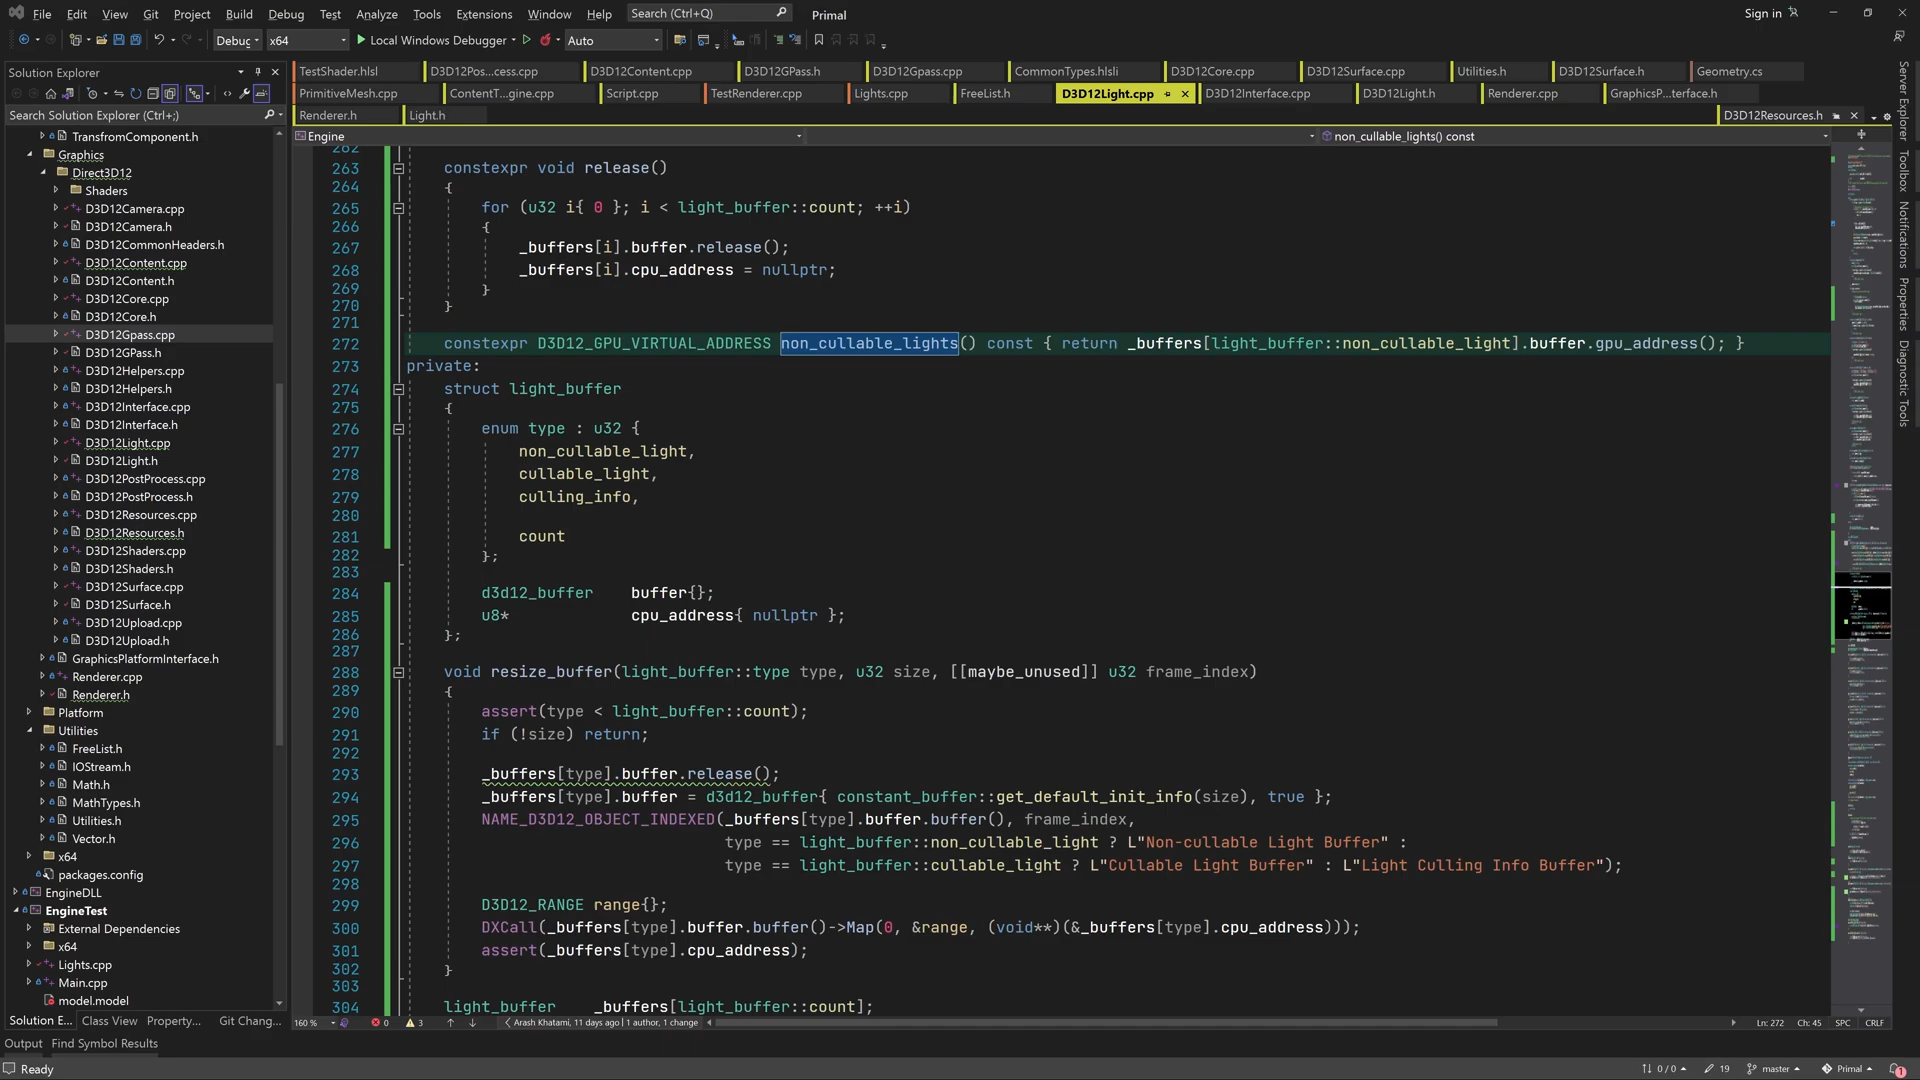 File Edit View Git Project Build Debug Test Analyze Tools Extensions Window Help Search (Ctrl+Q) Primal Sign in
Debug x64 Local Windows Debugger Auto
Solution Explorer
Search Solution Explorer (Ctrl+;)
TransfromComponent.h
Graphics
Direct3D12
Shaders
D3D12Camera.cpp
D3D12Camera.h
D3D12CommonHeaders.h
D3D12Content.cpp
D3D12Content.h
D3D12Core.cpp
D3D12Core.h
D3D12Gpass.cpp
D3D12GPass.h
D3D12Helpers.cpp
D3D12Helpers.h
D3D12Interface.cpp
D3D12Interface.h
D3D12Light.cpp
D3D12Light.h
D3D12PostProcess.cpp
D3D12PostProcess.h
D3D12Resources.cpp
D3D12Resources.h
D3D12Shaders.cpp
D3D12Shaders.h
D3D12Surface.cpp
D3D12Surface.h
D3D12Upload.cpp
D3D12Upload.h
GraphicsPlatformInterface.h
Renderer.cpp
Renderer.h
Platform
Utilities
FreeList.h
IOStream.h
Math.h
MathTypes.h
Utilities.h
Vector.h
x64
packages.config
EngineDLL
EngineTest
External Dependencies
x64
Lights.cpp
Main.cpp
model.model
Solution E... Class View Property... Git Chang...
TestShader.hlsl D3D12Pos...cess.cpp D3D12Content.cpp D3D12GPass.h D3D12Gpass.cpp CommonTypes.hlsli D3D12Core.cpp D3D12Surface.cpp Utilities.h D3D12Surface.h Geometry.cs
PrimitiveMesh.cpp ContentT...gine.cpp Script.cpp TestRenderer.cpp Lights.cpp FreeList.h D3D12Light.cpp D3D12Interface.cpp D3D12Light.h Renderer.cpp GraphicsP...terface.h
Renderer.h Light.h D3D12Resources.h
Engine non_cullable_lights() const
262
263 constexpr void release()
264 {
265 for (u32 i{ 0 }; i < light_buffer::count; ++i)
266 {
267 _buffers[i].buffer.release();
268 _buffers[i].cpu_address = nullptr;
269 }
270 }
271
272 constexpr D3D12_GPU_VIRTUAL_ADDRESS non_cullable_lights() const { return _buffers[light_buffer::non_cullable_light].buffer.gpu_address(); }
273 private:
274 struct light_buffer
275 {
276 enum type : u32 {
277 non_cullable_light,
278 cullable_light,
279 culling_info,
280
281 count
282 };
283
284 d3d12_buffer buffer{};
285 u8* cpu_address{ nullptr };
286 };
287
288 void resize_buffer(light_buffer::type type, u32 size, [[maybe_unused]] u32 frame_index)
289 {
290 assert(type < light_buffer::count);
291 if (!size) return;
292
293 _buffers[type].buffer.release();
294 _buffers[type].buffer = d3d12_buffer{ constant_buffer::get_default_init_info(size), true };
295 NAME_D3D12_OBJECT_INDEXED(_buffers[type].buffer.buffer(), frame_index,
296 type == light_buffer::non_cullable_light ? L"Non-cullable Light Buffer" :
297 type == light_buffer::cullable_light ? L"Cullable Light Buffer" : L"Light Culling Info Buffer");
298
299 D3D12_RANGE range{};
300 DXCall(_buffers[type].buffer.buffer()->Map(0, &range, (void**)(&_buffers[type].cpu_address)));
301 assert(_buffers[type].cpu_address);
302 }
303
304 light_buffer _buffers[light_buffer::count];
160 % 0 3 Arash Khatami, 11 days ago | 1 author, 1 change Ln: 272 Ch: 45 SPC CRLF
Server Explorer
Toolbox
Notifications
Properties
Diagnostic Tools
Output Find Symbol Results
Ready 0 / 0 19 master Primal 1